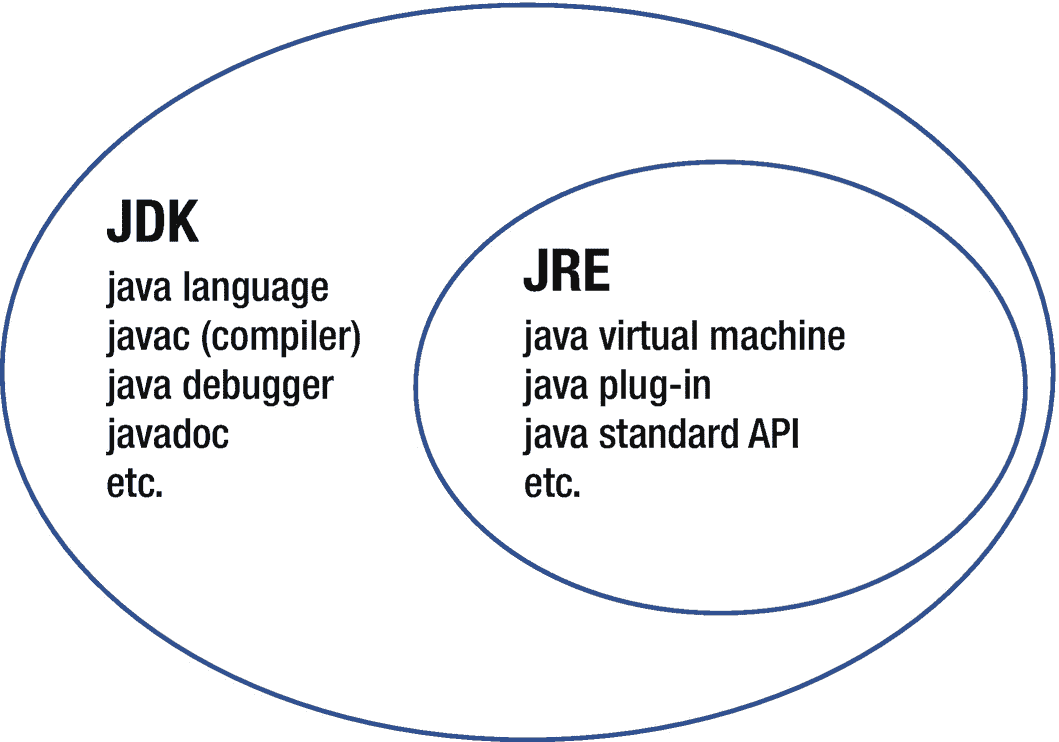 JDK
java language
javac (compiler)
java debugger
javadoc
etc.
JRE
java virtual machine
java plug-in
java standard API
etc.